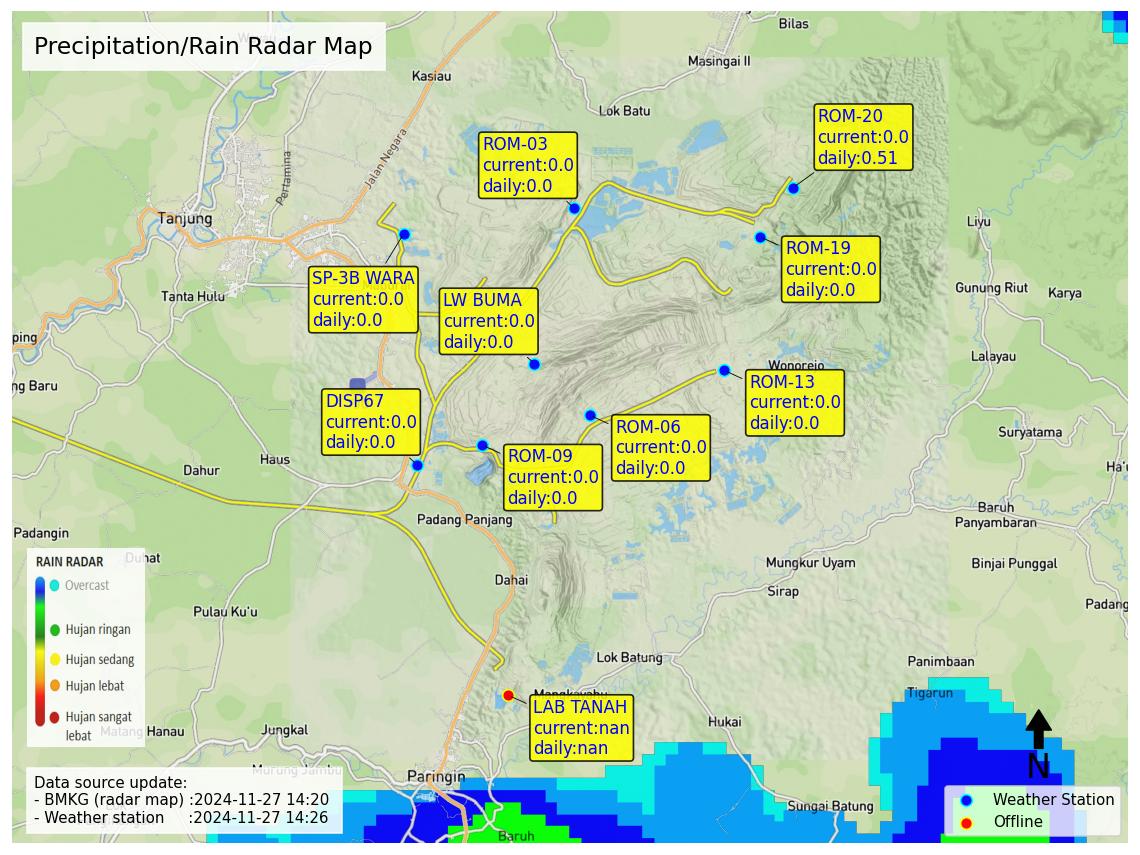 Precipitation/Rain Radar Map
Bilas
Masingai II
Kasiau
Lok Batu
Jalan Negara
Pertamina
Tanjung
Tanta Hulu
ROM-03
current:0.0
daily:0.0
ROM-20
current:0.0
daily:0.51
ROM-19
current:0.0
daily:0.0
SP-3B WARA
current:0.0
daily:0.0
LW BUMA
current:0.0
daily:0.0
Liyu
Gunung Riut
Karya
Lalayau
ping
ng Baru
Wonorejo
ROM-13
current:0.0
daily:0.0
DISP67
current:0.0
daily:0.0
ROM-06
current:0.0
daily:0.0
ROM-09
current:0.0
daily:0.0
Suryatama
Haus
Dahur
Ha'u
Padang Panjang
Baruh
Panyambaran
Padangin
Duhat
Binjai Punggal
Mungkur Uyam
Sirap
Dahai
Padang
Pulau Ku'u
RAIN RADAR
Overcast
Hujan ringan
Hujan sedang
Hujan lebat
Hujan sangat
lebat
Lok Batung
Panimbaan
Tigarun
Mangkayahu
LAB TANAH
current:nan
daily:nan
Hukai
Matang Hanau
Jungkal
Murung Jambu
Paringin
Sungai Batung
Baruh
N
Data source update:
- BMKG (radar map) :2024-11-27 14:20
- Weather station :2024-11-27 14:26
Weather Station
Offline